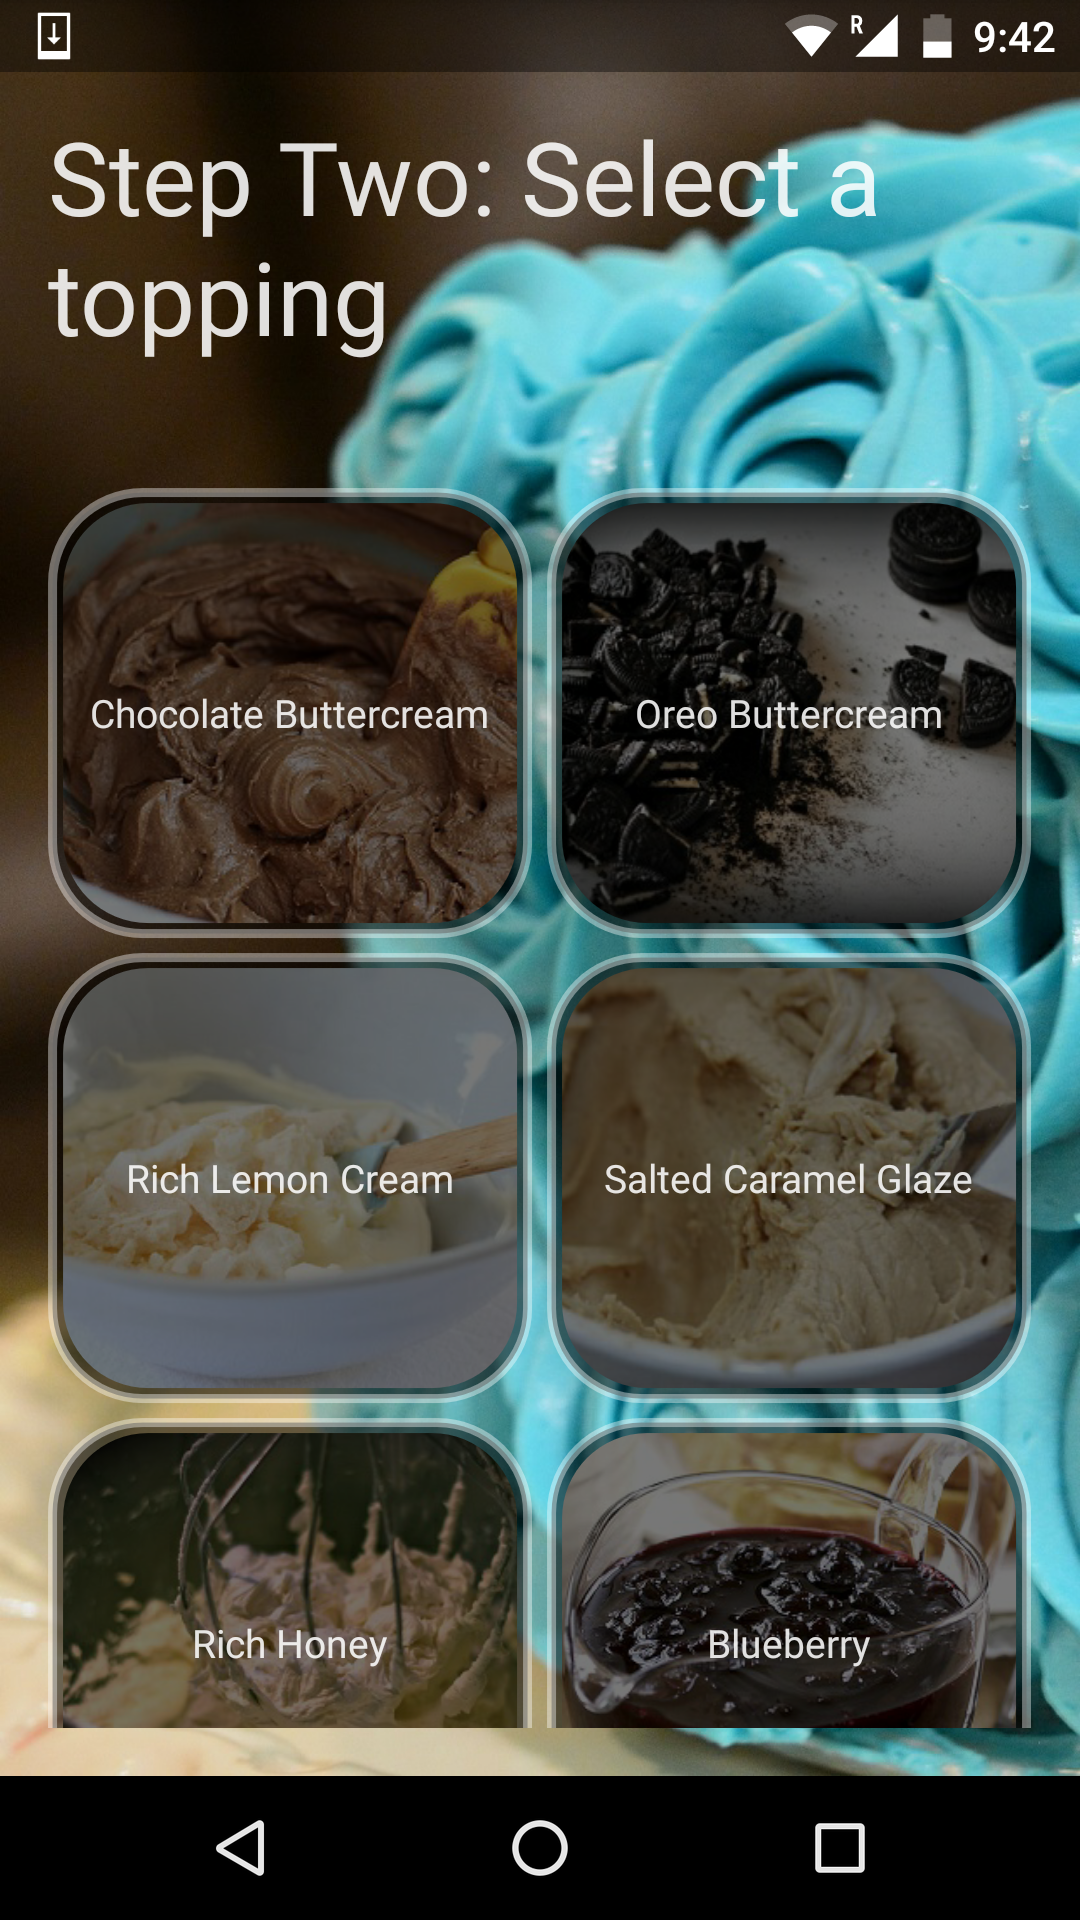 R 9:42
Step Two: Select a
topping
Chocolate Buttercream
Oreo Buttercream
Rich Lemon Cream
Salted Caramel Glaze
Rich Honey
Blueberry